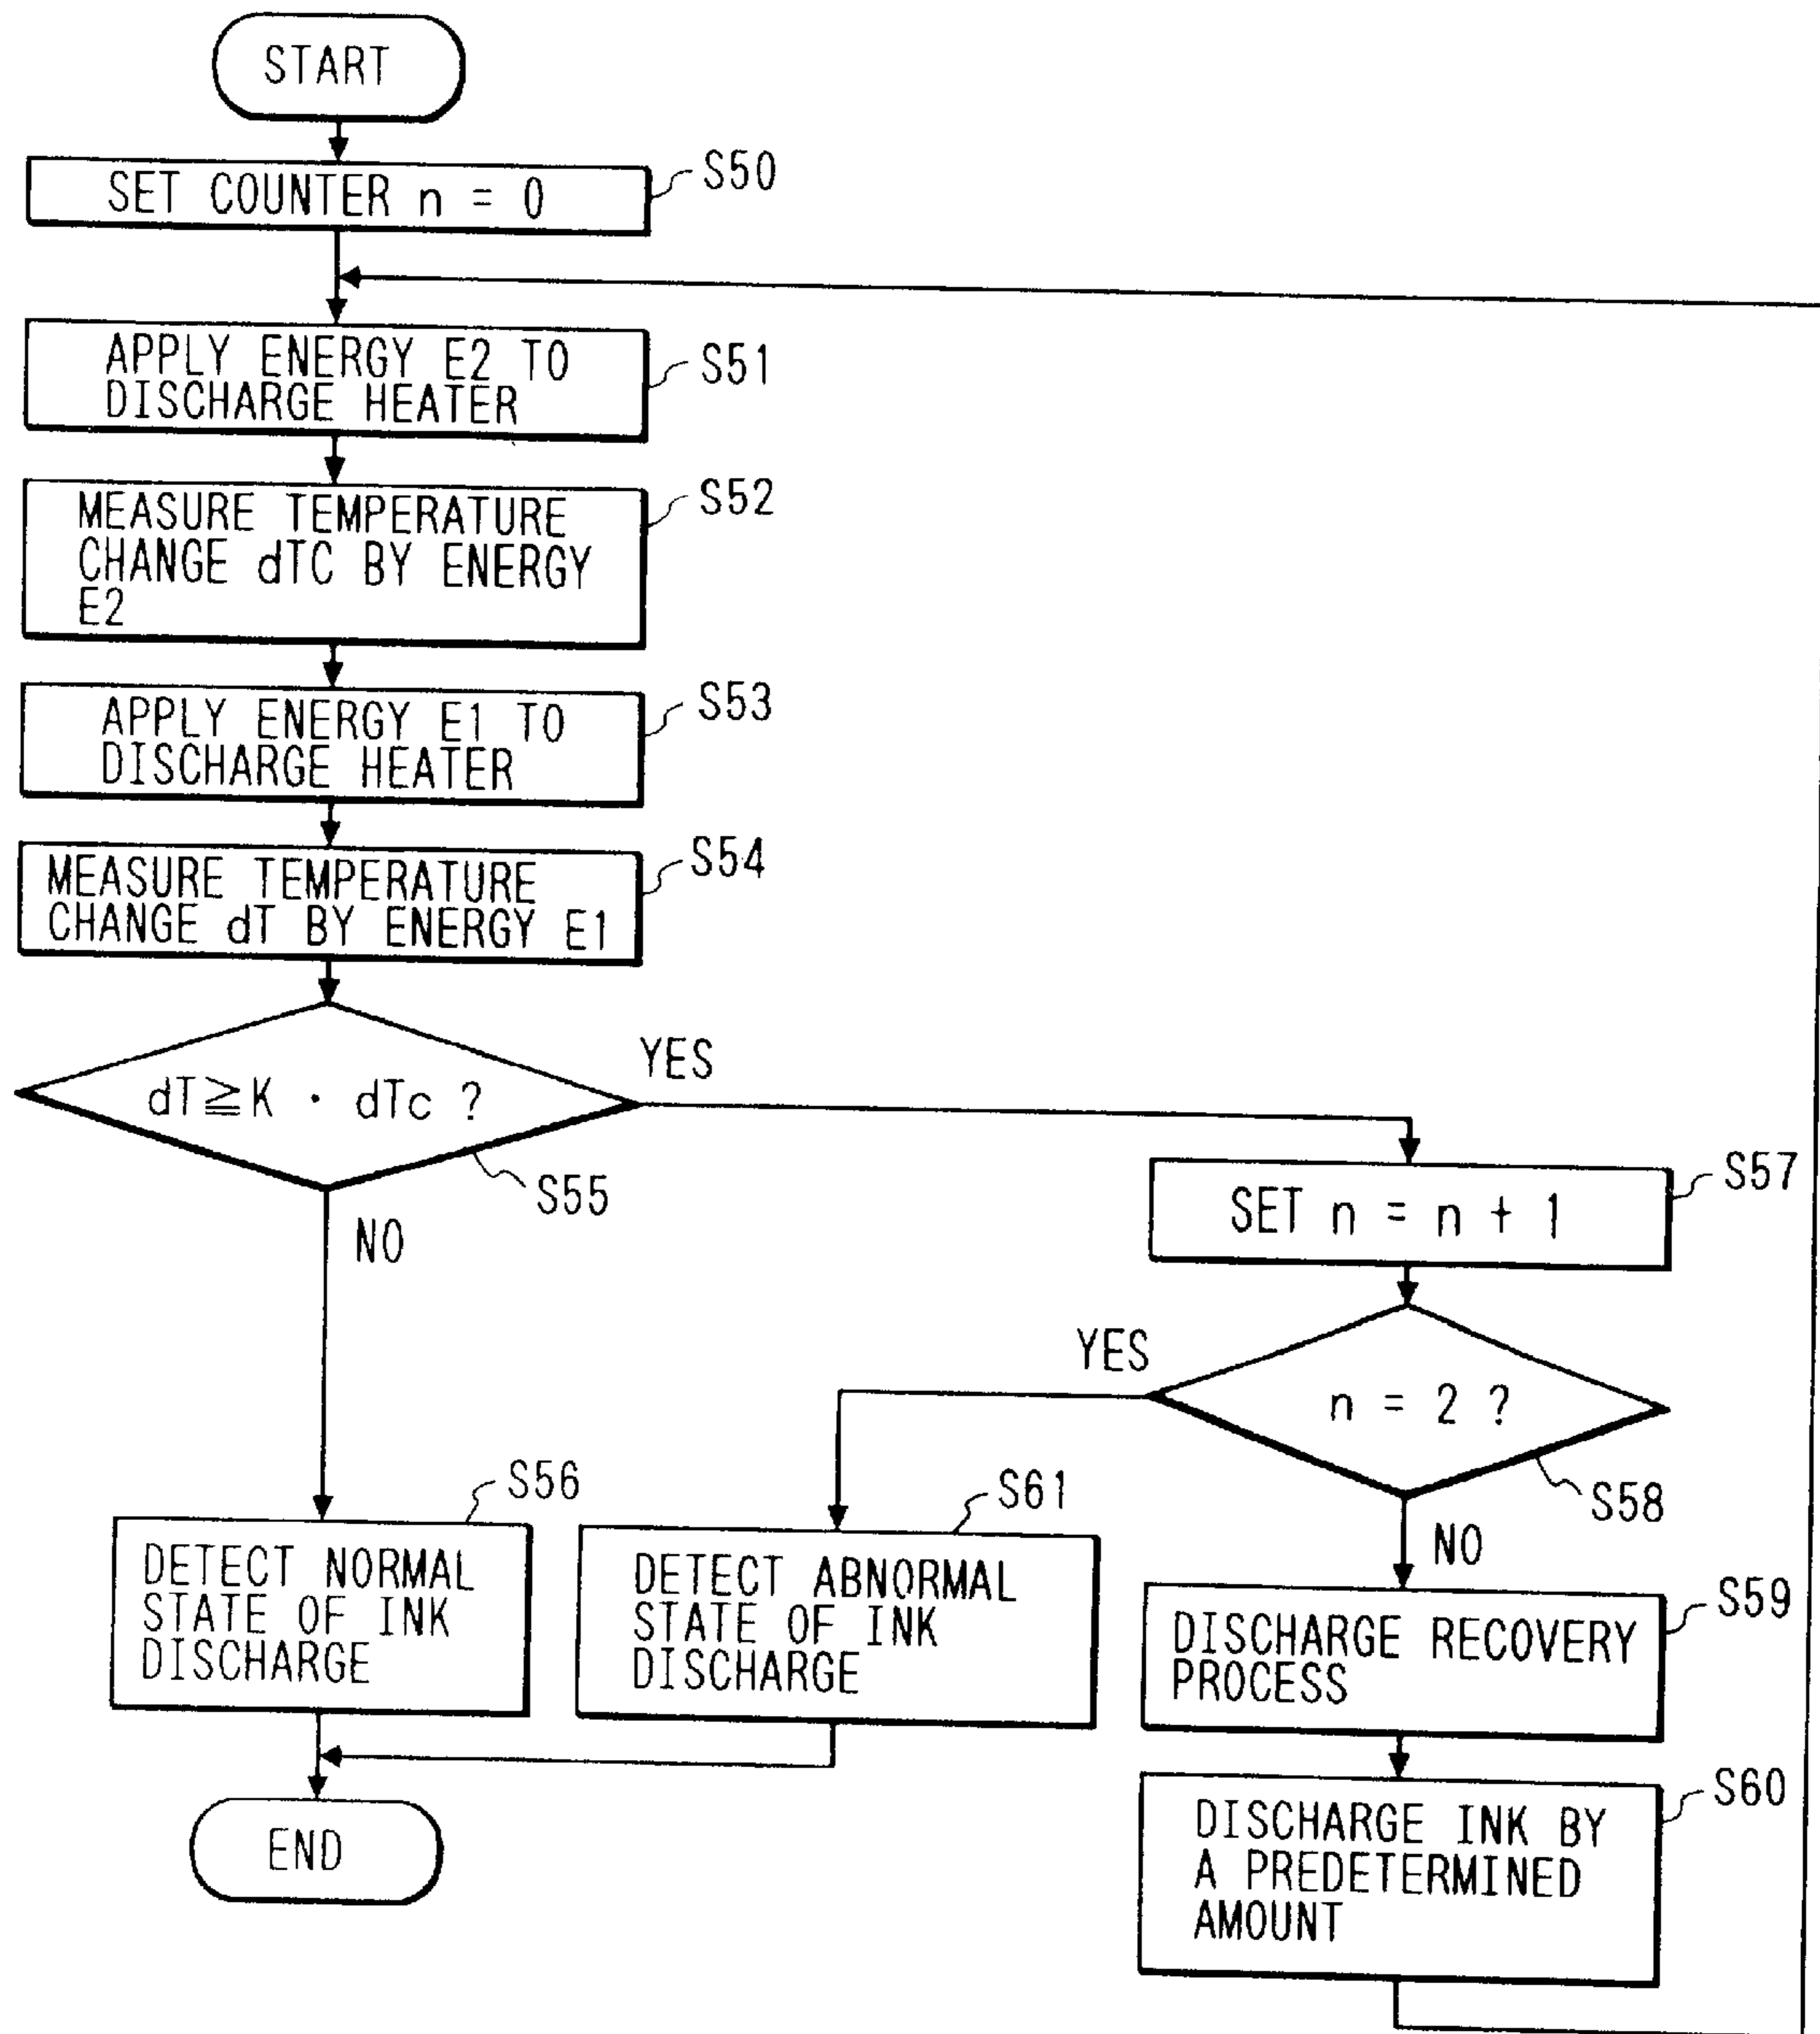 START
SET COUNTER n = 0
S50
APPLY ENERGY E2 TO
DISCHARGE HEATER
S51
MEASURE TEMPERATURE
CHANGE dTC BY ENERGY
E2
S52
APPLY ENERGY E1 TO
DISCHARGE HEATER
S53
MEASURE TEMPERATURE
CHANGE dT BY ENERGY E1
S54
dT≧K · dTc ?
YES
S55
NO
SET n = n + 1
S57
n = 2 ?
YES
S58
NO
DETECT NORMAL
STATE OF INK
DISCHARGE
S56
DETECT ABNORMAL
STATE OF INK
DISCHARGE
S61
DISCHARGE RECOVERY
PROCESS
S59
DISCHARGE INK BY
A PREDETERMINED
AMOUNT
S60
END